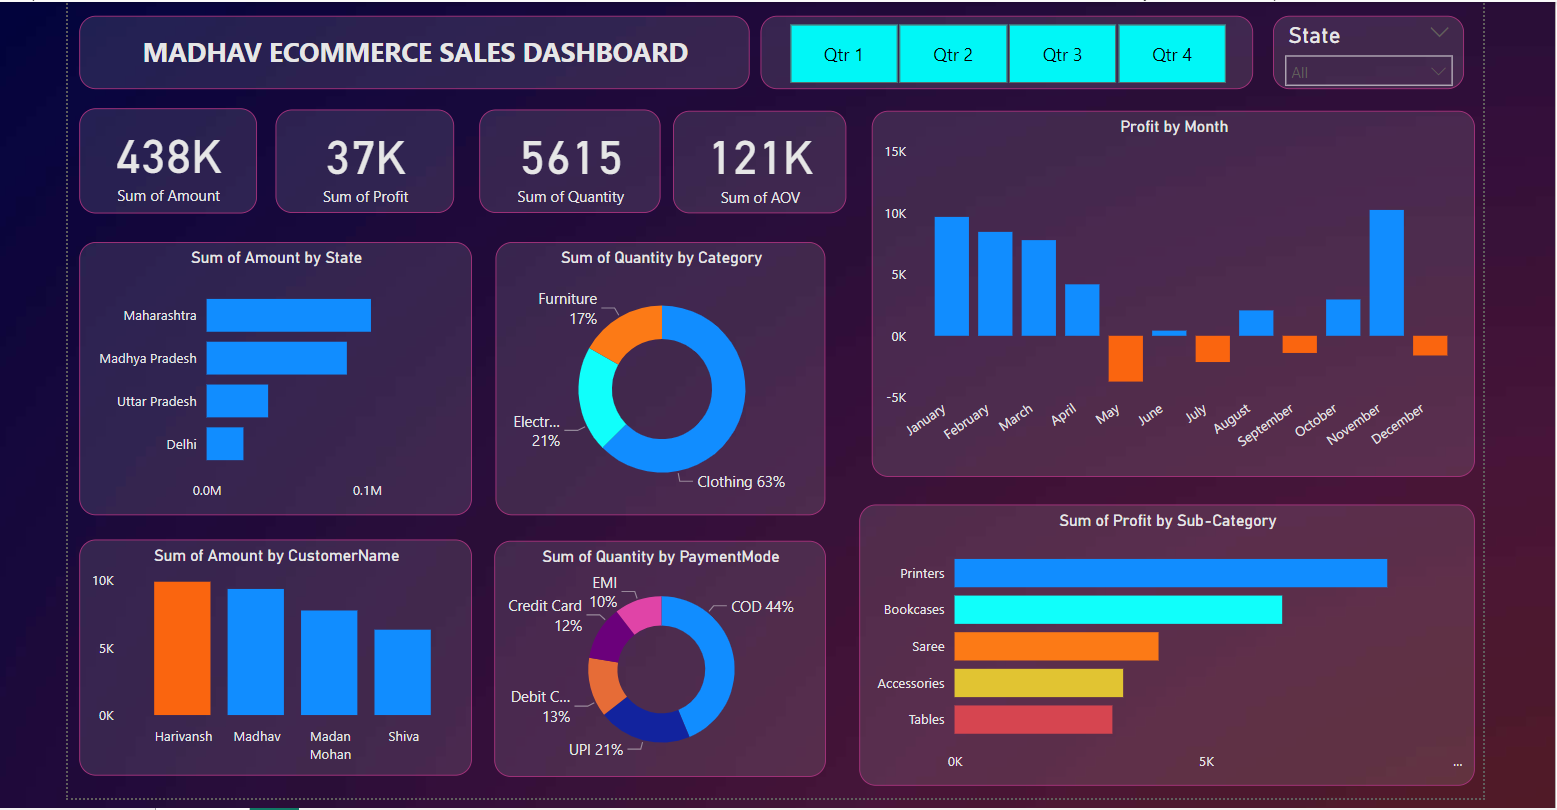 MADHAV ECOMMERCE SALES DASHBOARD
Qtr 1
Qtr 2
Qtr 3
Qtr 4
State
All
438K
Sum of Amount
37K
Sum of Profit
5615
Sum of Quantity
121K
Sum of AOV
Profit by Month
15K
10K
5K
0K
-5K
January
February
March
April
May
June
July
August
September
October
November
December
Sum of Amount by State
Maharashtra
Madhya Pradesh
Uttar Pradesh
Delhi
0.0M
0.1M
Sum of Quantity by Category
Furniture
17%
Electr...
21%
Clothing 63%
Sum of Amount by CustomerName
10K
5K
0K
Harivansh
Madhav
Madan
Mohan
Shiva
Sum of Quantity by PaymentMode
EMI
10%
Credit Card
12%
COD 44%
Debit C...
13%
UPI 21%
Sum of Profit by Sub-Category
Printers
Bookcases
Saree
Accessories
Tables
0K
5K
...